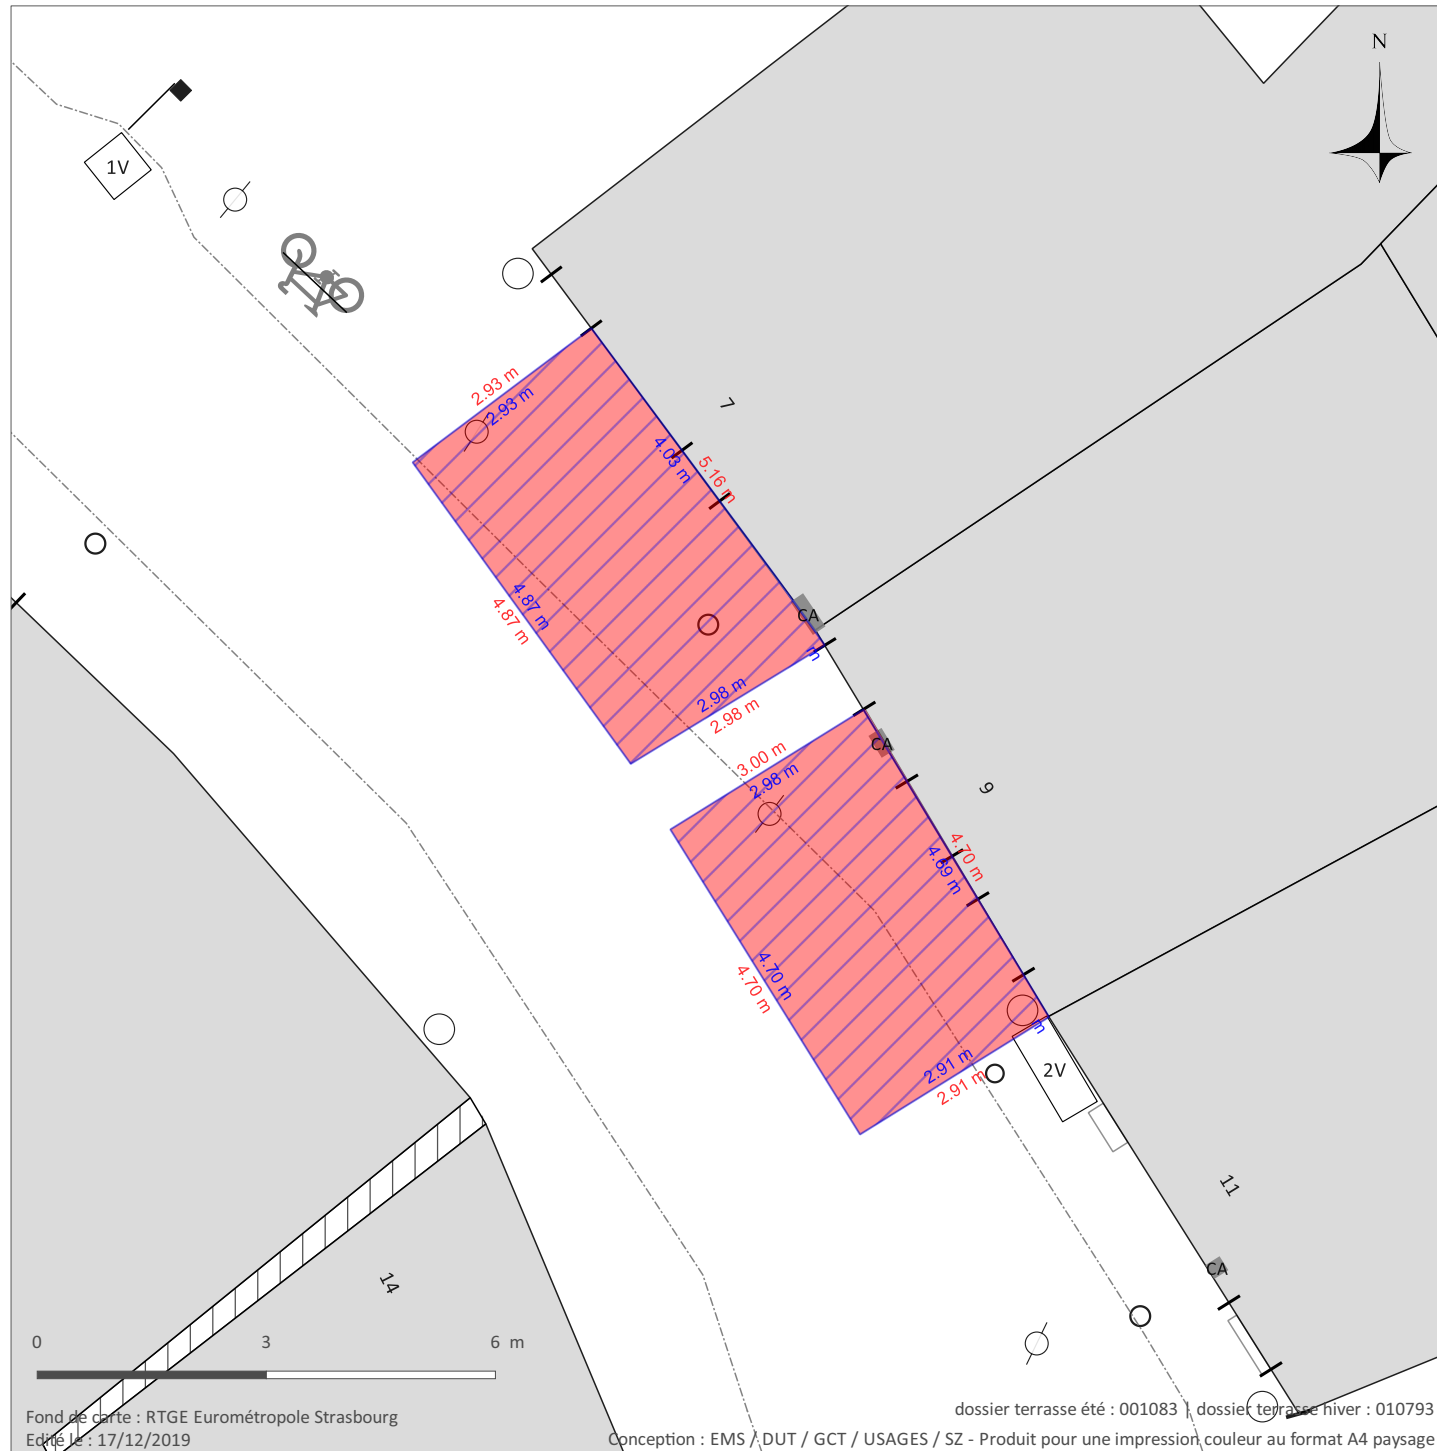 N
1V
7
2.93 m
2.93 m
4.03 m
5.16 m
4.87 m
4.87 m
CA
m
2.98 m
2.98 m
3.00 m
2.98 m
CA
9
4.70 m
4.69 m
4.70 m
4.70 m
m
2.91 m
2.91 m
2V
11
CA
14
0 3 6 m
Fond de carte : RTGE Eurométropole Strasbourg
Edité le : 17/12/2019
dossier terrasse été : 001083 | dossier terrasse hiver : 010793
Conception : EMS / DUT / GCT / USAGES / SZ - Produit pour une impression couleur au format A4 paysage